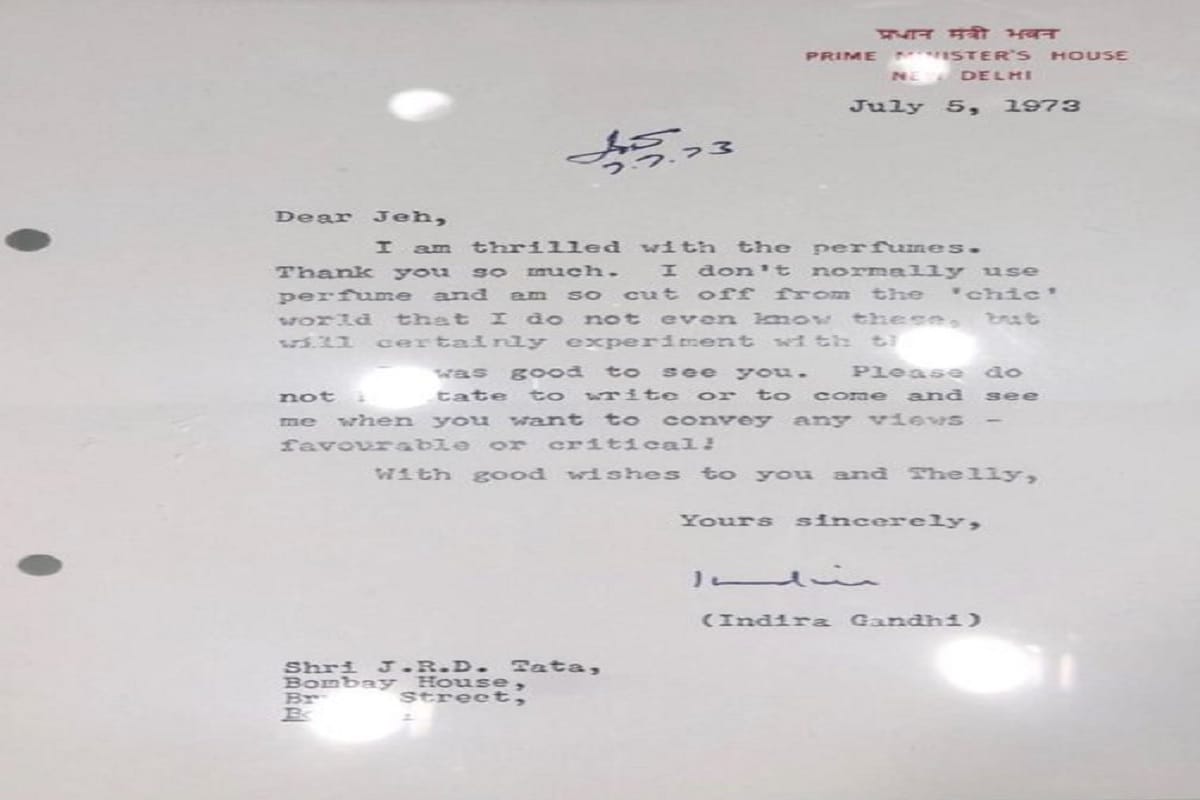 प्रधान मंत्री भवन
PRIME HOUSE
DELHI
July 5, 1973
7.7.73
Dear Jeh,
I am thrilled with the perfumes.
Thank you so much. I don't normally use
perfume and am so cut off from the 'chic'
world that I do not even know these, but
will certainly experiment with
was good to see you. Please do
not to write or to come and see
me when you want to convey any views -
favourable or critical!
With good wishes to you and Thelly,
Yours sincerely,
(Indira Gandhi)
Shri J.R.D. Tata,
Bombay House,
Street,